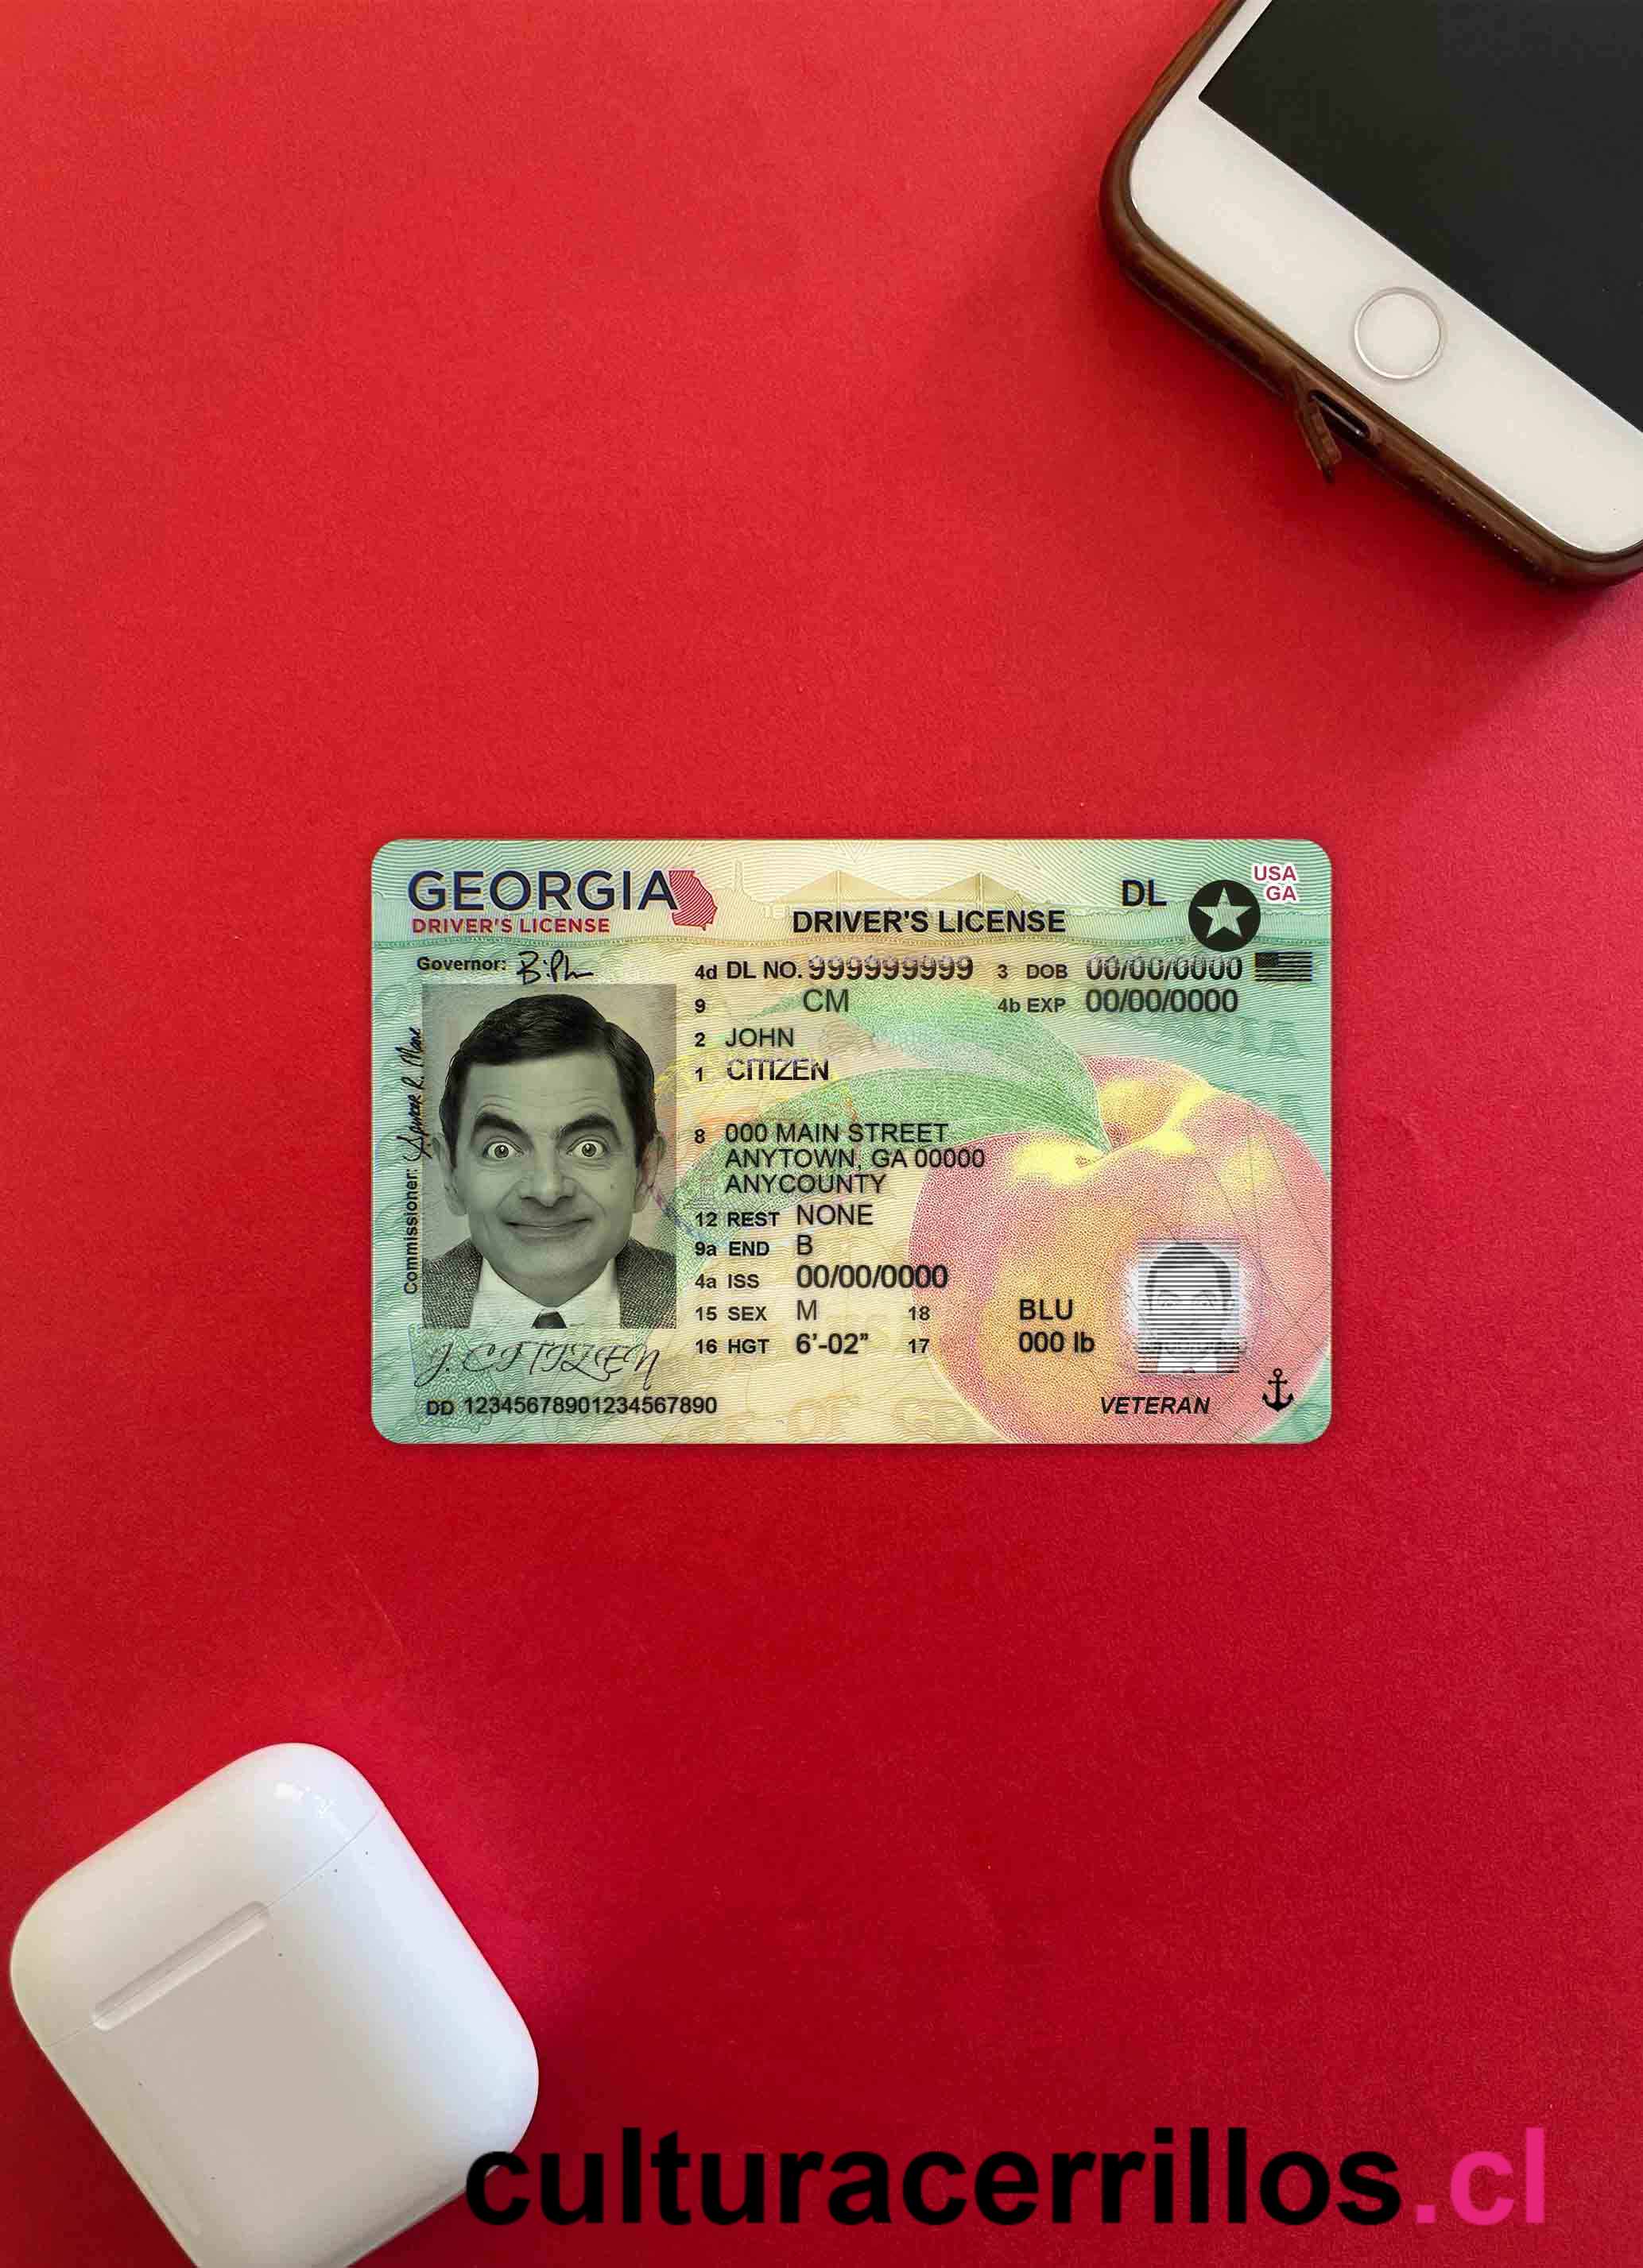 GEORGIA
DRIVER'S LICENSE
DRIVER'S LICENSE
DL
USA
GA
Governor:
4d DL NO. 999999999 3 DOB 00/00/0000
9 CM 4b EXP 00/00/0000
2 JOHN
1 CITIZEN
8 000 MAIN STREET
ANYTOWN, GA 00000
ANYCOUNTY
12 REST NONE
9a END B
4a ISS 00/00/0000
15 SEX M 18 BLU
16 HGT 6'-02" 17 000 lb
Commissioner:
J. CITIZEN
DD 12345678901234567890
VETERAN
culturacerrillos.cl